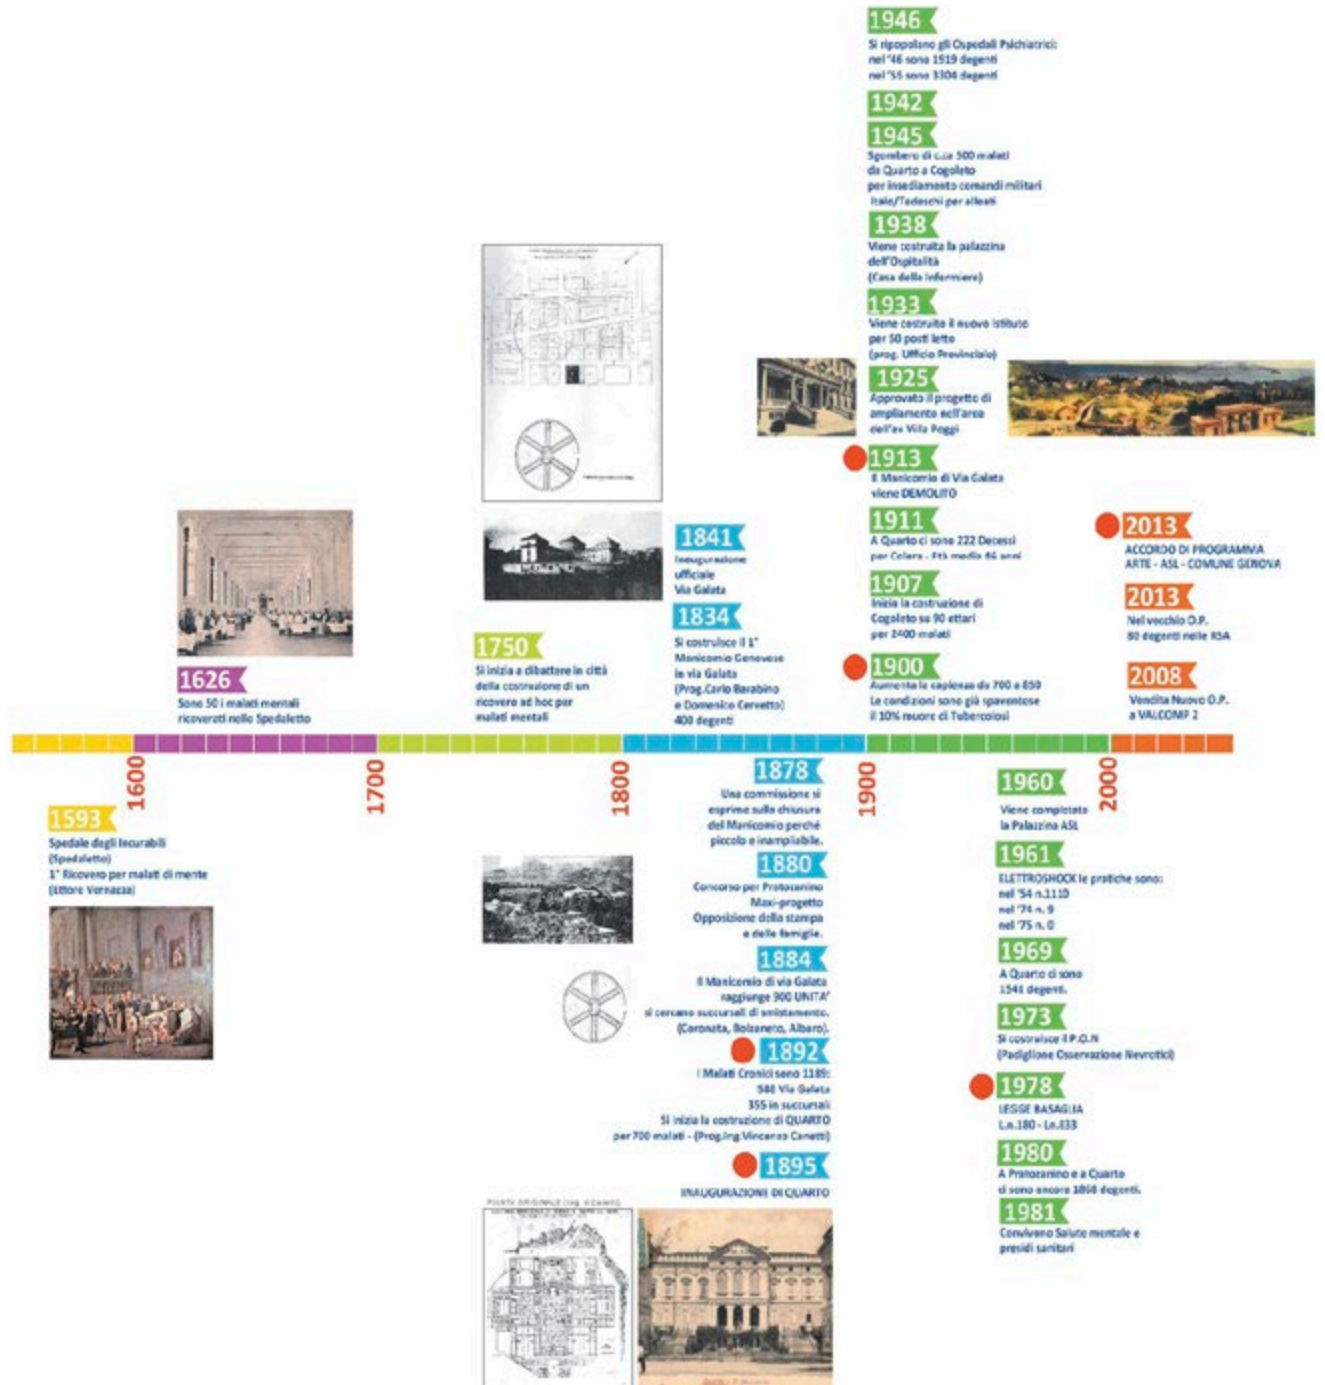 1946
Si ripopolano gli Ospedali Psichiatrici:
nel '46 sono 1919 degenti
nel '55 sono 3304 degenti
1942
1945
Sgombero di c.ca 500 malati
da Quarto a Cogoleto
per insediamento comandi militari
Italo/Tedeschi per alleati
1938
Viene costruita la palazzina
dell'Ospitalità
(Casa delle Infermiere)
1933
Viene costruito il nuovo istituto
per 50 posti letto
(prog. Ufficio Provinciale)
1925
Approvato il progetto di
ampliamento nell'area
dell'ex Villa Poggi
1913
Il Manicomio di Via Galata
viene DEMOLITO
1911
A Quarto ci sono 222 Decessi
per Colera - Età media 46 anni
1907
Inizia la costruzione di
Cogoleto su 90 ettari
per 2400 malati
1900
Aumenta la capienza da 700 a 850
Le condizioni sono già spaventose
il 10% muore di Tubercolosi
2013
ACCORDO DI PROGRAMMA
ARTE - ASL - COMUNE GENOVA
2013
Nel vecchio O.P.
80 degenti nelle RSA
2008
Vendita Nuovo O.P.
a VALCOMP 2
1841
Inaugurazione
ufficiale
Via Galata
1834
Si costruisce il 1°
Manicomio Genovese
in via Galata
(Prog.Carlo Barabino
e Domenico Cervetto)
400 degenti
1750
Si inizia a dibattere in città
della costruzione di un
ricovero ad hoc per
malati mentali
1626
Sono 50 i malati mentali
ricoverati nello Spedaletto
1600
1700
1800
1900
2000
1593
Spedale degli Incurabili
(Spedaletto)
1° Ricovero per malati di mente
(Ettore Vernazza)
1878
Una commissione si
esprime sulla chiusura
del Manicomio perché
piccolo e inampliabile.
1880
Concorso per Pratozanino
Maxi-progetto
Opposizione della stampa
e delle famiglie.
1884
Il Manicomio di via Galata
raggiunge 900 UNITA'
si cercano succursali di smistamento.
(Coronata, Bolzaneto, Albaro).
1892
I Malati Cronici sono 1189:
588 Via Galata
355 in succursali
Si inizia la costruzione di QUARTO
per 700 malati - (Prog.Ing.Vincenzo Canetti)
1895
INAUGURAZIONE DI QUARTO
PIANTA ORIGINALE (ing. V.Canetti)
1960
Viene completata
la Palazzina ASL
1961
ELETTROSHOCK le pratiche sono:
nel '54 n.1110
nel '74 n. 9
nel '75 n. 0
1969
A Quarto ci sono
1541 degenti.
1973
Si costruisce il P.O.N
(Padiglione Osservazione Nevrotici)
1978
LEGGE BASAGLIA
L.n.180 - Ln.833
1980
A Pratozanino e a Quarto
ci sono ancora 1868 degenti.
1981
Convivono Salute mentale e
presidi sanitari